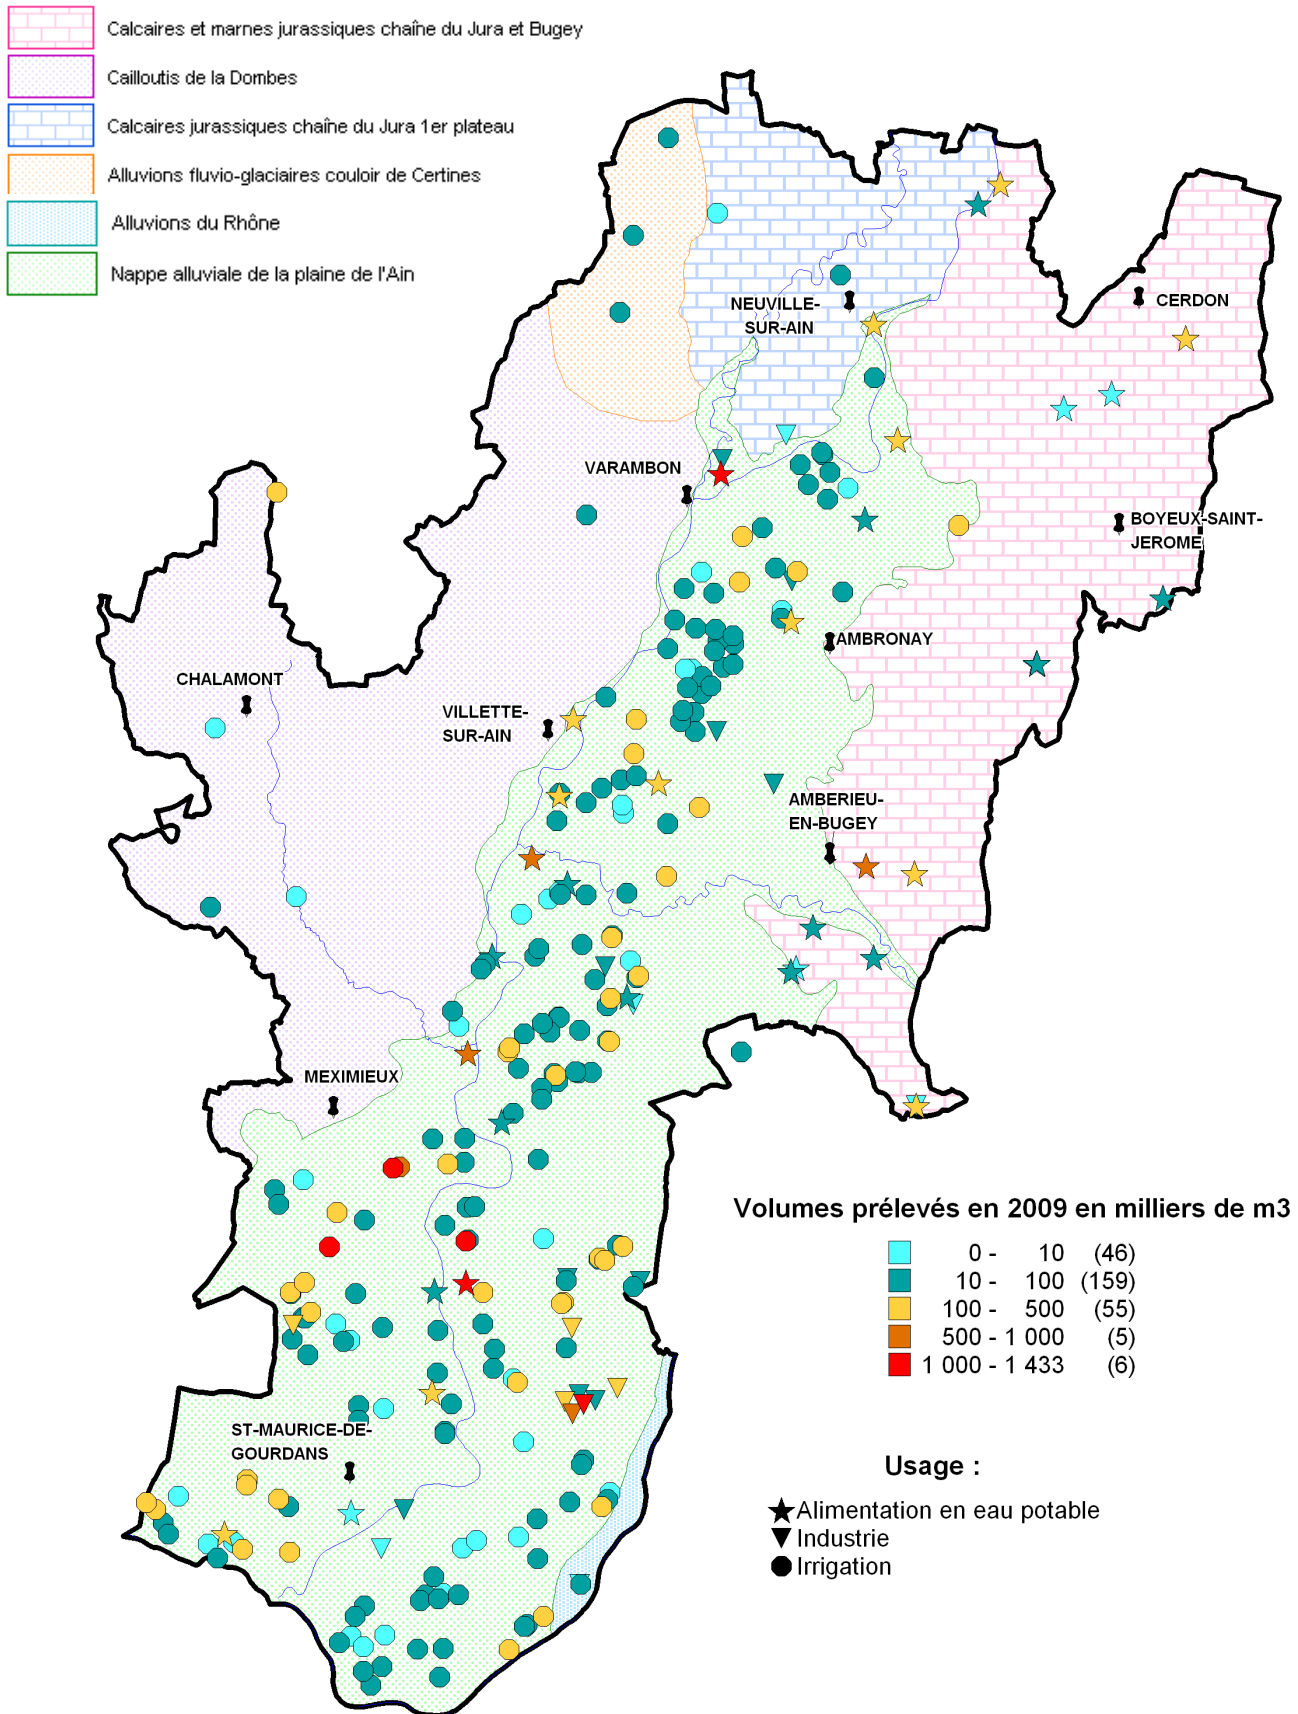 Calcaires et marnes jurassiques chaîne du Jura et Bugey
Cailloutis de la Dombes
Calcaires jurassiques chaîne du Jura 1er plateau
Alluvions fluvio-glaciaires couloir de Certines
Alluvions du Rhône
Nappe alluviale de la plaine de l'Ain
NEUVILLE-
SUR-AIN
CERDON
VARAMBON
BOYEUX-SAINT-
JEROME
AMBRONAY
CHALAMONT
VILLETTE-
SUR-AIN
AMBERIEU-
EN-BUGEY
MEXIMIEUX
ST-MAURICE-DE-
GOURDANS
Volumes prélevés en 2009 en milliers de m3
0 - 10 (46)
10 - 100 (159)
100 - 500 (55)
500 - 1 000 (5)
1 000 - 1 433 (6)
Usage :
Alimentation en eau potable
Industrie
Irrigation